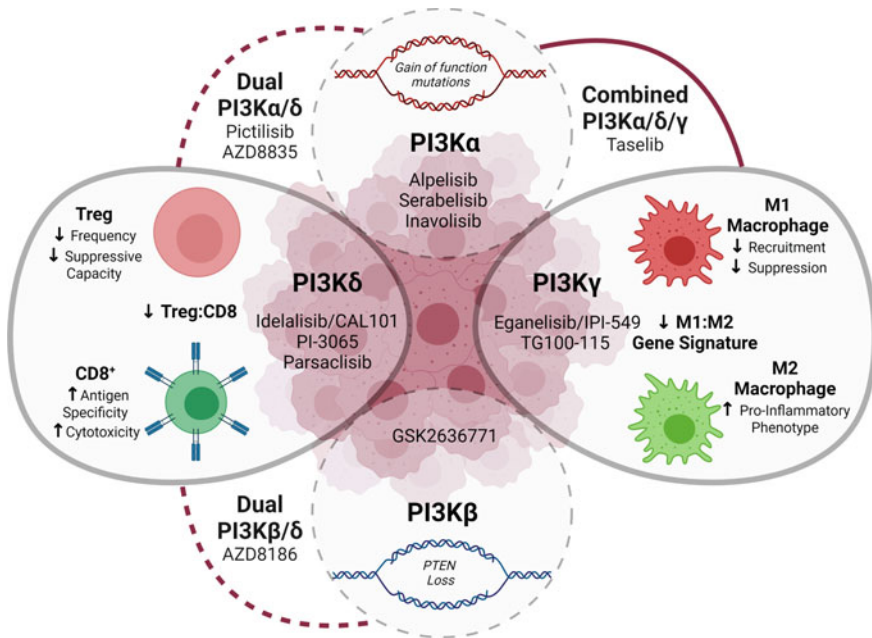 Gain of function
mutations
Dual
PI3Kα/δ
Pictilisib
AZD8835
Combined
PI3Kα/δ/γ
Taselib
PI3Kα
Alpelisib
Serabelisib
Inavolisib
Treg
↓ Frequency
↓ Suppressive
Capacity
↓ Treg:CD8
CD8⁺
↑ Antigen
Specificity
↑ Cytotoxicity
PI3Kδ
Idelalisib/CAL101
PI-3065
Parsaclisib
PI3Kγ
Eganelisib/IPI-549
TG100-115
M1
Macrophage
↓ Recruitment
↓ Suppression
↓ M1:M2
Gene Signature
M2
Macrophage
↑ Pro-Inflammatory
Phenotype
GSK2636771
PI3Kβ
Dual
PI3Kβ/δ
AZD8186
PTEN
Loss